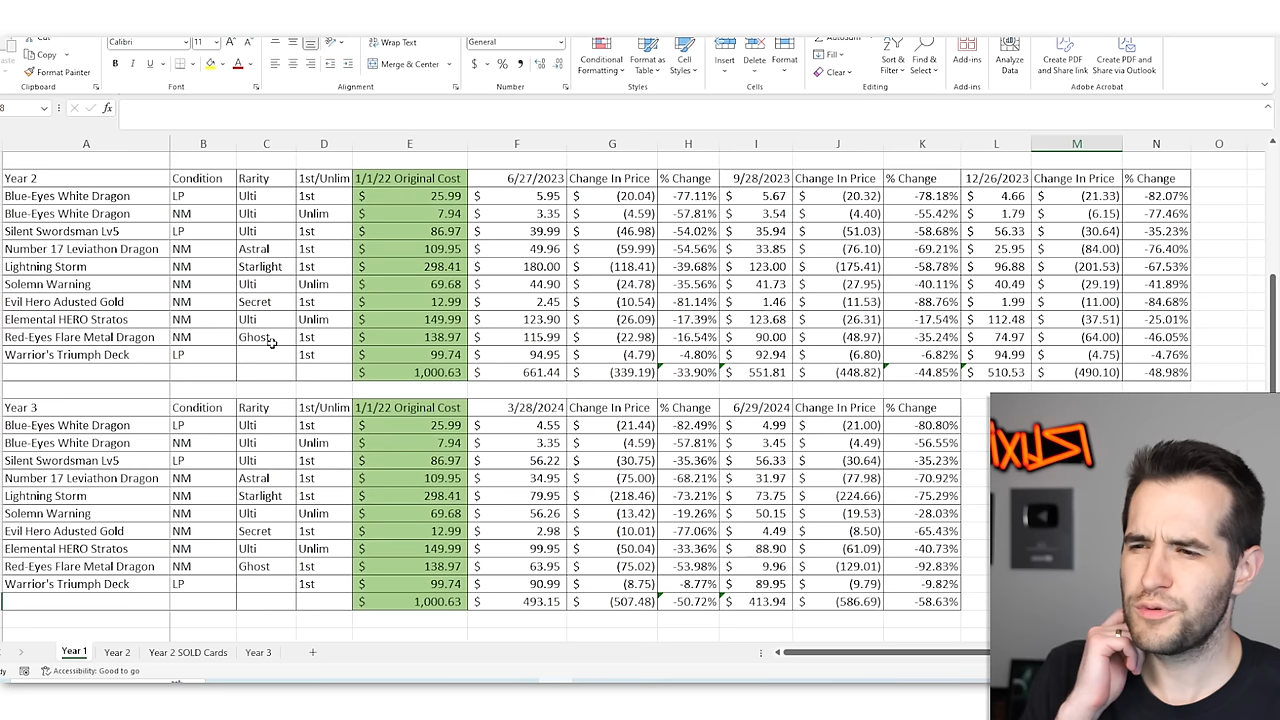 Cut
Copy
Paste
Format Painter
Calibri 11 A A
B I U A
Wrap Text
Merge & Center
General
$ % ,
Conditional Formatting
Format as Table
Cell Styles
Insert Delete Format
AutoSum
Fill
Clear
Sort & Filter
Find & Select
Add-ins
Analyze Data
Create PDF and Share link
Create PDF and Share via Outlook
Clipboard Font Alignment Number Styles Cells Editing Add-ins Adobe Acrobat
8 fx
A B C D E F G H I J K L M N O
Year 2 Condition Rarity 1st/Unlim 1/1/22 Original Cost 6/27/2023 Change In Price % Change 9/28/2023 Change In Price % Change 12/26/2023 Change In Price % Change
Blue-Eyes White Dragon LP Ulti 1st $ 25.99 $ 5.95 $ (20.04) -77.11% $ 5.67 $ (20.32) -78.18% $ 4.66 $ (21.33) -82.07%
Blue-Eyes White Dragon NM Ulti Unlim $ 7.94 $ 3.35 $ (4.59) -57.81% $ 3.54 $ (4.40) -55.42% $ 1.79 $ (6.15) -77.46%
Silent Swordsman Lv5 LP Ulti 1st $ 86.97 $ 39.99 $ (46.98) -54.02% $ 35.94 $ (51.03) -58.68% $ 56.33 $ (30.64) -35.23%
Number 17 Leviathon Dragon NM Astral 1st $ 109.95 $ 49.96 $ (59.99) -54.56% $ 33.85 $ (76.10) -69.21% $ 25.95 $ (84.00) -76.40%
Lightning Storm NM Starlight 1st $ 298.41 $ 180.00 $ (118.41) -39.68% $ 123.00 $ (175.41) -58.78% $ 96.88 $ (201.53) -67.53%
Solemn Warning NM Ulti Unlim $ 69.68 $ 44.90 $ (24.78) -35.56% $ 41.73 $ (27.95) -40.11% $ 40.49 $ (29.19) -41.89%
Evil Hero Adusted Gold NM Secret 1st $ 12.99 $ 2.45 $ (10.54) -81.14% $ 1.46 $ (11.53) -88.76% $ 1.99 $ (11.00) -84.68%
Elemental HERO Stratos NM Ulti Unlim $ 149.99 $ 123.90 $ (26.09) -17.39% $ 123.68 $ (26.31) -17.54% $ 112.48 $ (37.51) -25.01%
Red-Eyes Flare Metal Dragon NM Ghost 1st $ 138.97 $ 115.99 $ (22.98) -16.54% $ 90.00 $ (48.97) -35.24% $ 74.97 $ (64.00) -46.05%
Warrior's Triumph Deck LP 1st $ 99.74 $ 94.95 $ (4.79) -4.80% $ 92.94 $ (6.80) -6.82% $ 94.99 $ (4.75) -4.76%
$ 1,000.63 $ 661.44 $ (339.19) -33.90% $ 551.81 $ (448.82) -44.85% $ 510.53 $ (490.10) -48.98%
Year 3 Condition Rarity 1st/Unlim 1/1/22 Original Cost 3/28/2024 Change In Price % Change 6/29/2024 Change In Price % Change
Blue-Eyes White Dragon LP Ulti 1st $ 25.99 $ 4.55 $ (21.44) -82.49% $ 4.99 $ (21.00) -80.80%
Blue-Eyes White Dragon NM Ulti Unlim $ 7.94 $ 3.35 $ (4.59) -57.81% $ 3.45 $ (4.49) -56.55%
Silent Swordsman Lv5 LP Ulti 1st $ 86.97 $ 56.22 $ (30.75) -35.36% $ 56.33 $ (30.64) -35.23%
Number 17 Leviathon Dragon NM Astral 1st $ 109.95 $ 34.95 $ (75.00) -68.21% $ 31.97 $ (77.98) -70.92%
Lightning Storm NM Starlight 1st $ 298.41 $ 79.95 $ (218.46) -73.21% $ 73.75 $ (224.66) -75.29%
Solemn Warning NM Ulti Unlim $ 69.68 $ 56.26 $ (13.42) -19.26% $ 50.15 $ (19.53) -28.03%
Evil Hero Adusted Gold NM Secret 1st $ 12.99 $ 2.98 $ (10.01) -77.06% $ 4.49 $ (8.50) -65.43%
Elemental HERO Stratos NM Ulti Unlim $ 149.99 $ 99.95 $ (50.04) -33.36% $ 88.90 $ (61.09) -40.73%
Red-Eyes Flare Metal Dragon NM Ghost 1st $ 138.97 $ 63.95 $ (75.02) -53.98% $ 9.96 $ (129.01) -92.83%
Warrior's Triumph Deck LP 1st $ 99.74 $ 90.99 $ (8.75) -8.77% $ 89.95 $ (9.79) -9.82%
$ 1,000.63 $ 493.15 $ (507.48) -50.72% $ 413.94 $ (586.69) -58.63%
Year 1 Year 2 Year 2 SOLD Cards Year 3 +
Accessibility: Good to go